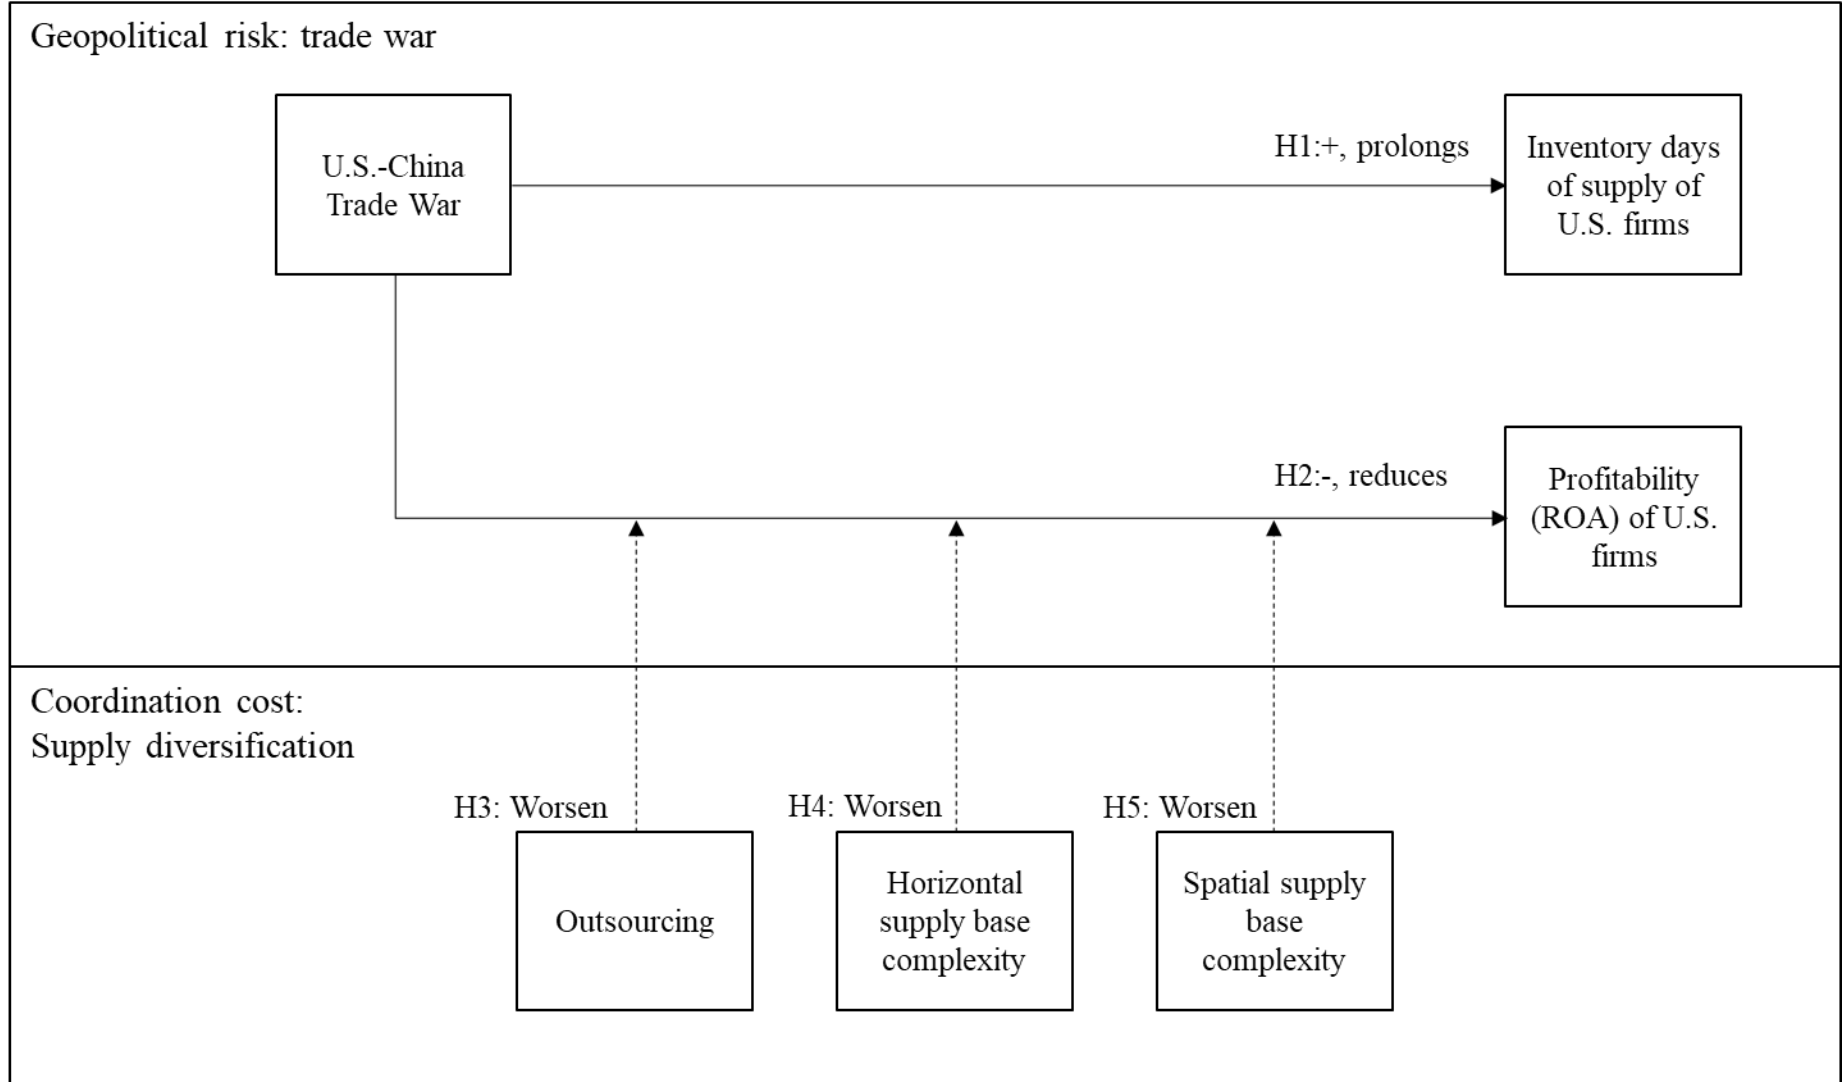 Geopolitical risk: trade war
U.S.-China
Trade War
H1:+, prolongs
Inventory days
of supply of
U.S. firms
H2:-, reduces
Profitability
(ROA) of U.S.
firms
Coordination cost:
Supply diversification
H3: Worsen
H4: Worsen
H5: Worsen
Outsourcing
Horizontal
supply base
complexity
Spatial supply
base
complexity